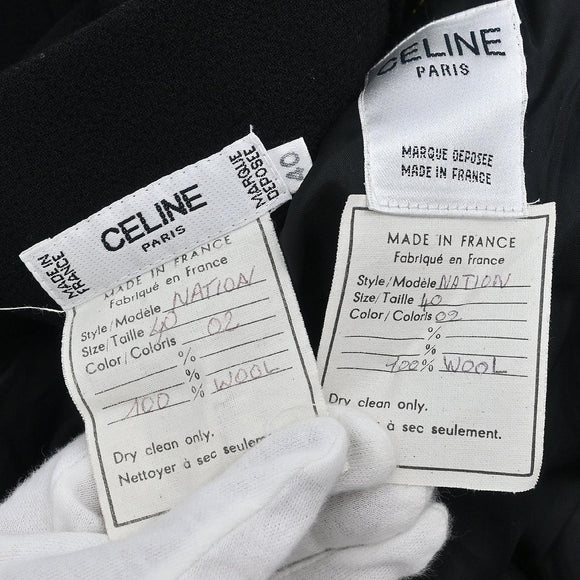 CELINE
PARIS
MARQUE DEPOSEE
MADE IN FRANCE
MADE IN FRANCE
CELINE
PARIS
MARQUE DEPOSEE
40
MADE IN FRANCE
Fabriqué en France
Style/Modèle NATION
Size/Taille 40
Color/Coloris 02
%
%
100 % WOOL
Dry clean only.
Nettoyer à sec seulem
MADE IN FRANCE
Fabriqué en France
Style/Modèle NATION
Size/Taille 40
Color/Coloris 02
%
%
100% WOOL
Dry clean only.
à sec seulement.